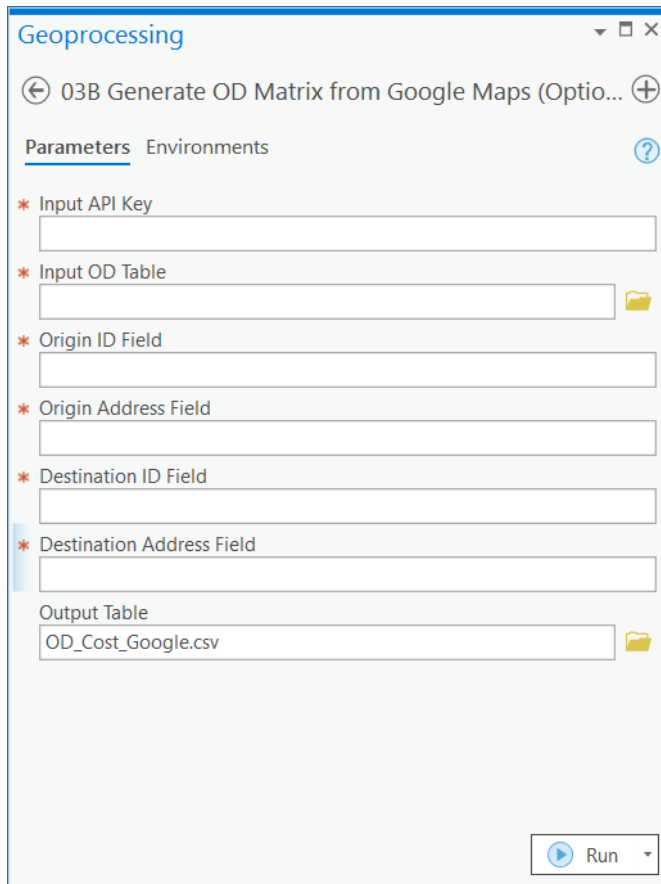 Geoprocessing
03B Generate OD Matrix from Google Maps (Optio...
Parameters Environments
* Input API Key
* Input OD Table
* Origin ID Field
* Origin Address Field
* Destination ID Field
* Destination Address Field
Output Table
OD_Cost_Google.csv
Run